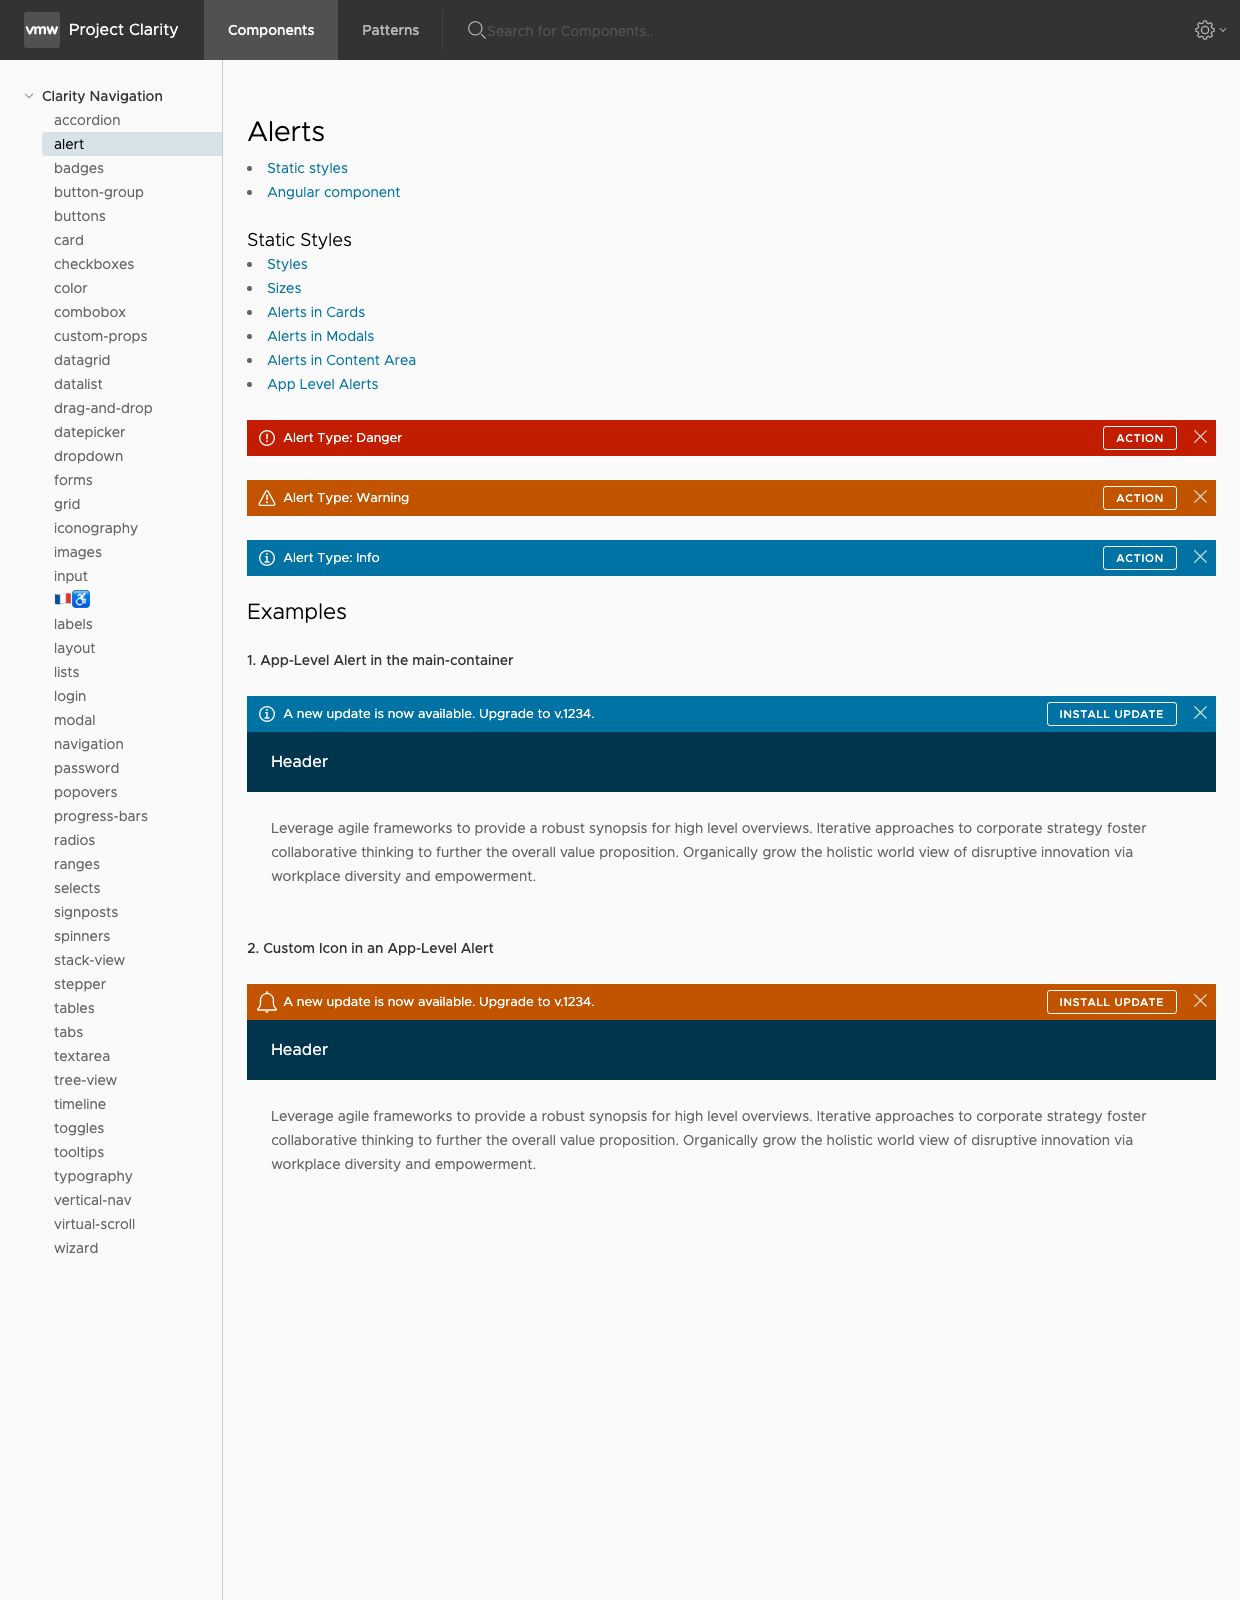 vmw Project Clarity
Components
Patterns
Search for Components..
Clarity Navigation
accordion
alert
badges
button-group
buttons
card
checkboxes
color
combobox
custom-props
datagrid
datalist
drag-and-drop
datepicker
dropdown
forms
grid
iconography
images
input
🇫🇷♿
labels
layout
lists
login
modal
navigation
password
popovers
progress-bars
radios
ranges
selects
signposts
spinners
stack-view
stepper
tables
tabs
textarea
tree-view
timeline
toggles
tooltips
typography
vertical-nav
virtual-scroll
wizard
Alerts
Static styles
Angular component
Static Styles
Styles
Sizes
Alerts in Cards
Alerts in Modals
Alerts in Content Area
App Level Alerts
Alert Type: Danger
ACTION
Alert Type: Warning
ACTION
Alert Type: Info
ACTION
Examples
1. App-Level Alert in the main-container
A new update is now available. Upgrade to v.1234.
INSTALL UPDATE
Header
Leverage agile frameworks to provide a robust synopsis for high level overviews. Iterative approaches to corporate strategy foster
collaborative thinking to further the overall value proposition. Organically grow the holistic world view of disruptive innovation via
workplace diversity and empowerment.
2. Custom Icon in an App-Level Alert
A new update is now available. Upgrade to v.1234.
INSTALL UPDATE
Header
Leverage agile frameworks to provide a robust synopsis for high level overviews. Iterative approaches to corporate strategy foster
collaborative thinking to further the overall value proposition. Organically grow the holistic world view of disruptive innovation via
workplace diversity and empowerment.